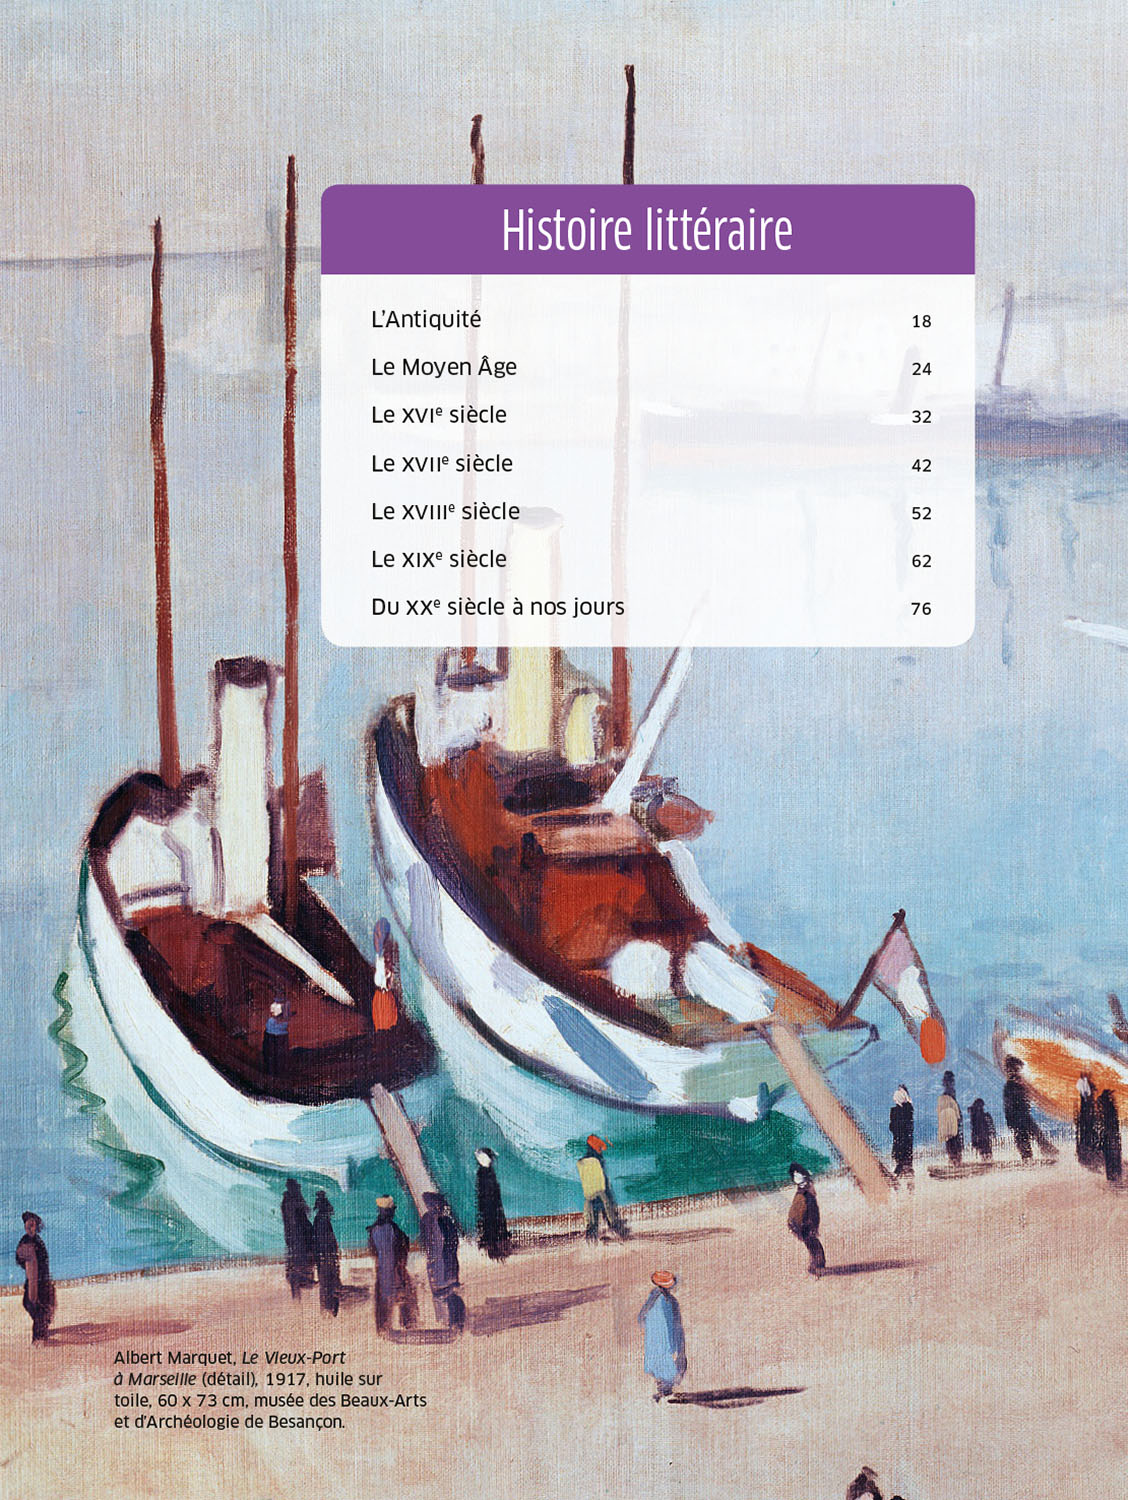 Histoire littéraire
L'Antiquité 18
Le Moyen Âge 24
Le XVIe siècle 32
Le XVIIe siècle 42
Le XVIIIe siècle 52
Le XIXe siècle 62
Du XXe siècle à nos jours 76
Albert Marquet, Le Vieux-Port
à Marseille (détail), 1917, huile sur
toile, 60 x 73 cm, musée des Beaux-Arts
et d'Archéologie de Besançon.